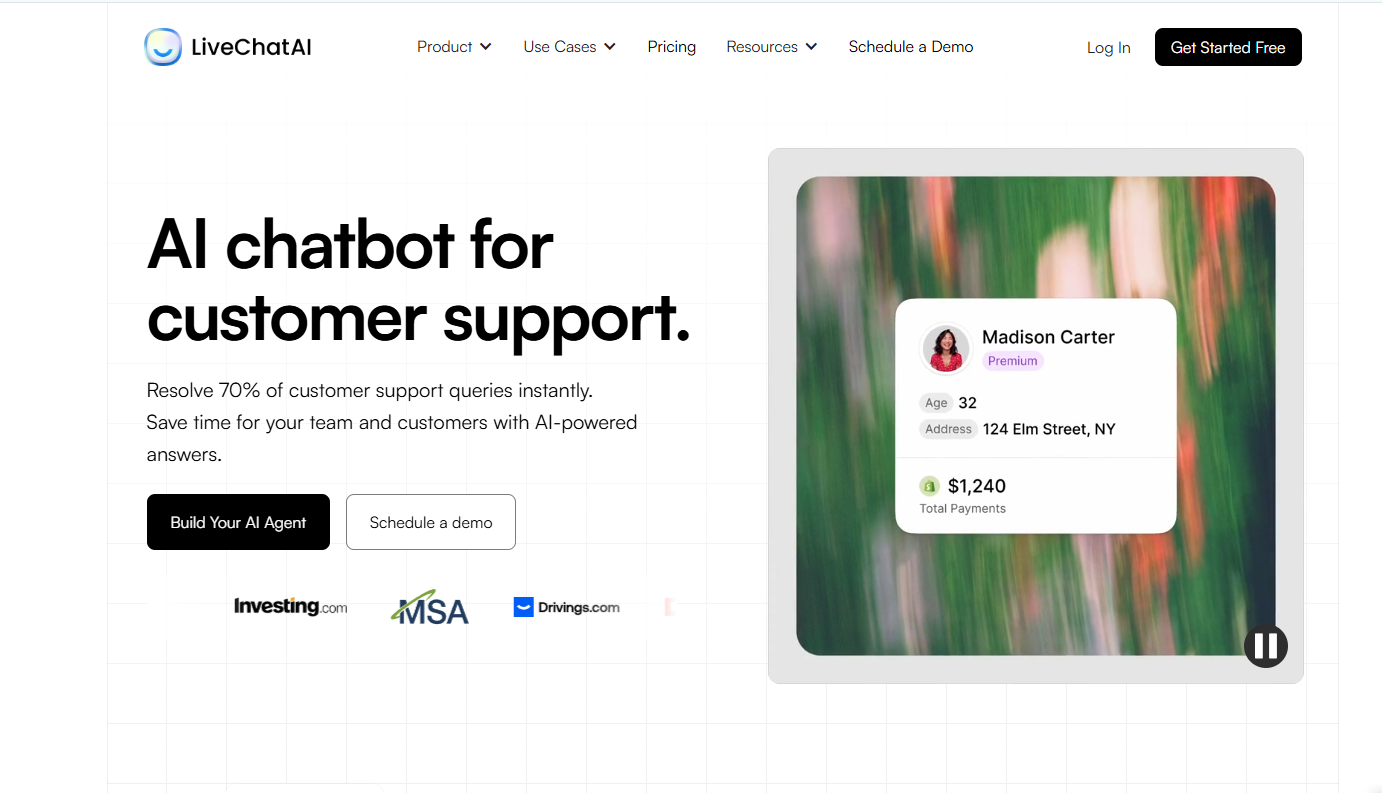 LiveChatAI
Product
Use Cases
Pricing
Resources
Schedule a Demo
Log In
Get Started Free
AI chatbot for
customer support.
Resolve 70% of customer support queries instantly.
Save time for your team and customers with AI-powered
answers.
Build Your AI Agent
Schedule a demo
Investing.com
MSA
Drivings.com
Madison Carter
Premium
Age 32
Address 124 Elm Street, NY
$1,240
Total Payments